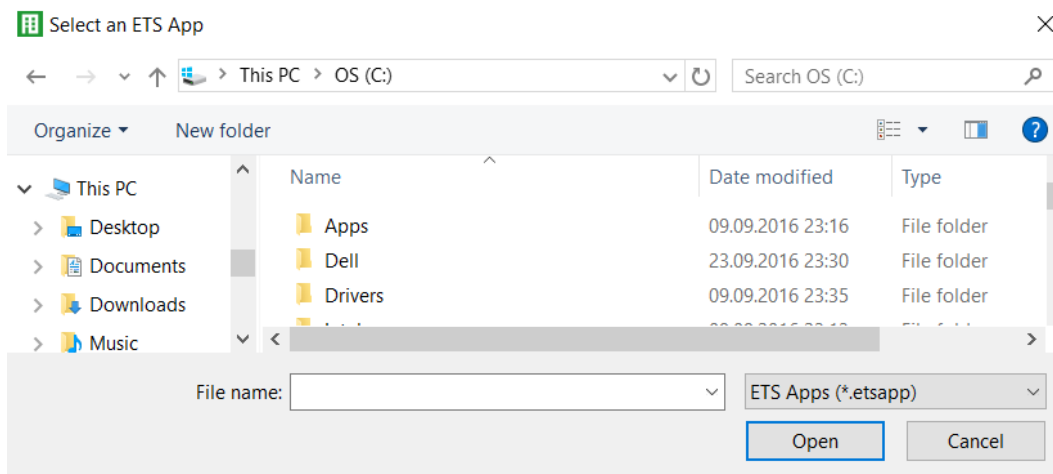 Select an ETS App
This PC > OS (C:)
Search OS (C:)
Organize
New folder
?
Name
Date modified
Type
This PC
Desktop
Documents
Downloads
Music
Apps 09.09.2016 23:16 File folder
Dell 23.09.2016 23:30 File folder
Drivers 09.09.2016 23:35 File folder
File name:
ETS Apps (*.etsapp)
Open
Cancel